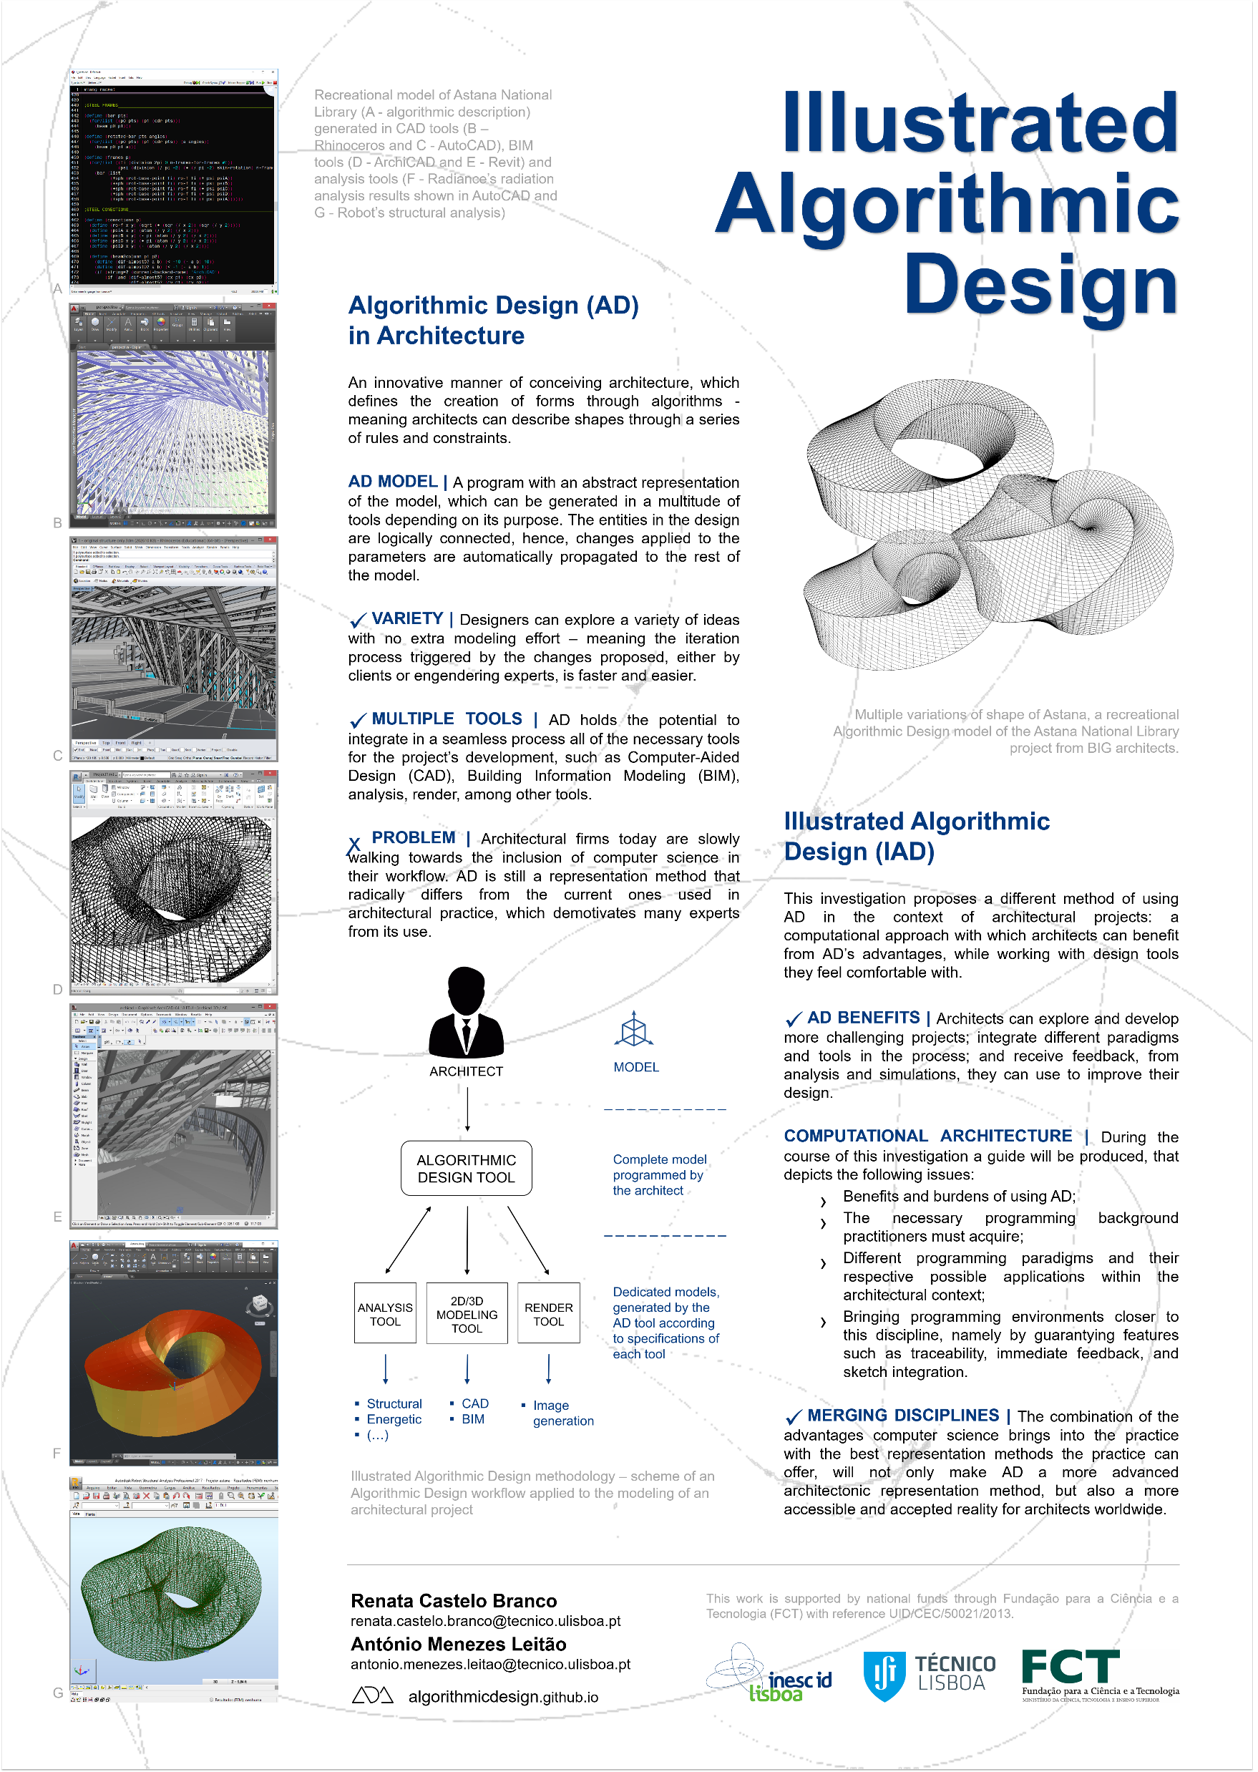 Illustrated
Algorithmic
Design
Recreational model of Astana National
Library (A - algorithmic description)
generated in CAD tools (B –
Rhinoceros and C - AutoCAD), BIM
tools (D - ArchiCAD and E - Revit) and
analysis tools (F - Radiance's radiation
analysis results shown in AutoCAD and
G - Robot's structural analysis)
A
B
C
D
E
F
G
Algorithmic Design (AD)
in Architecture
An innovative manner of conceiving architecture, which
defines the creation of forms through algorithms -
meaning architects can describe shapes through a series
of rules and constraints.
AD MODEL | A program with an abstract representation
of the model, which can be generated in a multitude of
tools depending on its purpose. The entities in the design
are logically connected, hence, changes applied to the
parameters are automatically propagated to the rest of
the model.
✓ VARIETY | Designers can explore a variety of ideas
with no extra modeling effort – meaning the iteration
process triggered by the changes proposed, either by
clients or engendering experts, is faster and easier.
✓ MULTIPLE TOOLS | AD holds the potential to
integrate in a seamless process all of the necessary tools
for the project's development, such as Computer-Aided
Design (CAD), Building Information Modeling (BIM),
analysis, render, among other tools.
X PROBLEM | Architectural firms today are slowly
walking towards the inclusion of computer science in
their workflow. AD is still a representation method that
radically differs from the current ones used in
architectural practice, which demotivates many experts
from its use.
ARCHITECT
MODEL
ALGORITHMIC
DESIGN TOOL
Complete model
programmed by
the architect
ANALYSIS
TOOL
2D/3D
MODELING
TOOL
RENDER
TOOL
Dedicated models,
generated by the
AD tool according
to specifications of
each tool
▪ Structural
▪ Energetic
▪ (…)
▪ CAD
▪ BIM
▪ Image
generation
Illustrated Algorithmic Design methodology – scheme of an
Algorithmic Design workflow applied to the modeling of an
architectural project
Multiple variations of shape of Astana, a recreational
Algorithmic Design model of the Astana National Library
project from BIG architects.
Illustrated Algorithmic
Design (IAD)
This investigation proposes a different method of using
AD in the context of architectural projects: a
computational approach with which architects can benefit
from AD's advantages, while working with design tools
they feel comfortable with.
✓ AD BENEFITS | Architects can explore and develop
more challenging projects; integrate different paradigms
and tools in the process; and receive feedback, from
analysis and simulations, they can use to improve their
design.
COMPUTATIONAL ARCHITECTURE | During the
course of this investigation a guide will be produced, that
depicts the following issues:
› Benefits and burdens of using AD;
› The necessary programming background
practitioners must acquire;
› Different programming paradigms and their
respective possible applications within the
architectural context;
› Bringing programming environments closer to
this discipline, namely by guarantying features
such as traceability, immediate feedback, and
sketch integration.
✓ MERGING DISCIPLINES | The combination of the
advantages computer science brings into the practice
with the best representation methods the practice can
offer, will not only make AD a more advanced
architectonic representation method, but also a more
accessible and accepted reality for architects worldwide.
Renata Castelo Branco
renata.castelo.branco@tecnico.ulisboa.pt
António Menezes Leitão
antonio.menezes.leitao@tecnico.ulisboa.pt
ADA algorithmicdesign.github.io
This work is supported by national funds through Fundação para a Ciência e a
Tecnologia (FCT) with reference UID/CEC/50021/2013.
inesc id
lisboa
TÉCNICO
LISBOA
FCT
Fundação para a Ciência e a Tecnologia
MINISTÉRIO DA CIÊNCIA, TECNOLOGIA E ENSINO SUPERIOR